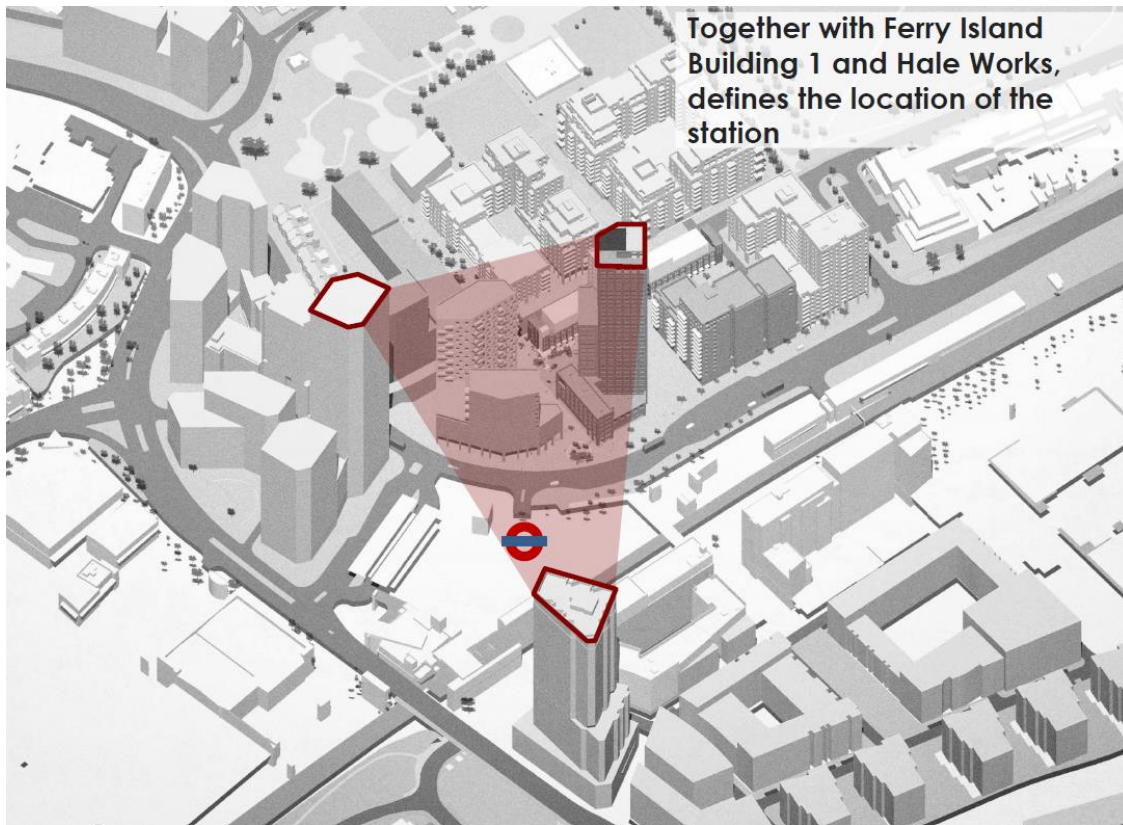 Together with Ferry Island
Building 1 and Hale Works,
defines the location of the
station